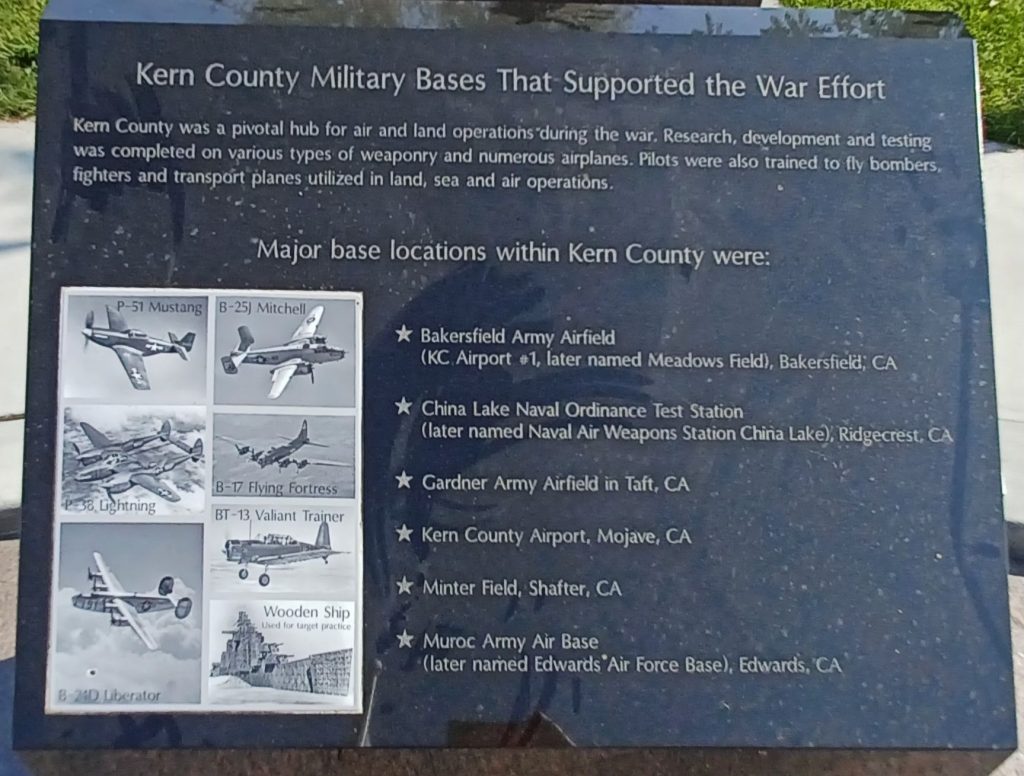 Kern County Military Bases That Supported the War Effort
Kern County was a pivotal hub for air and land operations during the war. Research, development and testing
was completed on various types of weaponry and numerous airplanes. Pilots were also trained to fly bombers,
fighters and transport planes utilized in land, sea and air operations.
Major base locations within Kern County were:
P-51 Mustang
B-25J Mitchell
P-38 Lightning
B-17 Flying Fortress
BT-13 Valiant Trainer
B-24D Liberator
Wooden Ship
Used for target practice
★ Bakersfield Army Airfield
(KC Airport #1, later named Meadows Field), Bakersfield, CA
★ China Lake Naval Ordinance Test Station
(later named Naval Air Weapons Station China Lake), Ridgecrest, CA
★ Gardner Army Airfield in Taft, CA
★ Kern County Airport, Mojave, CA
★ Minter Field, Shafter, CA
★ Muroc Army Air Base
(later named Edwards Air Force Base), Edwards, CA